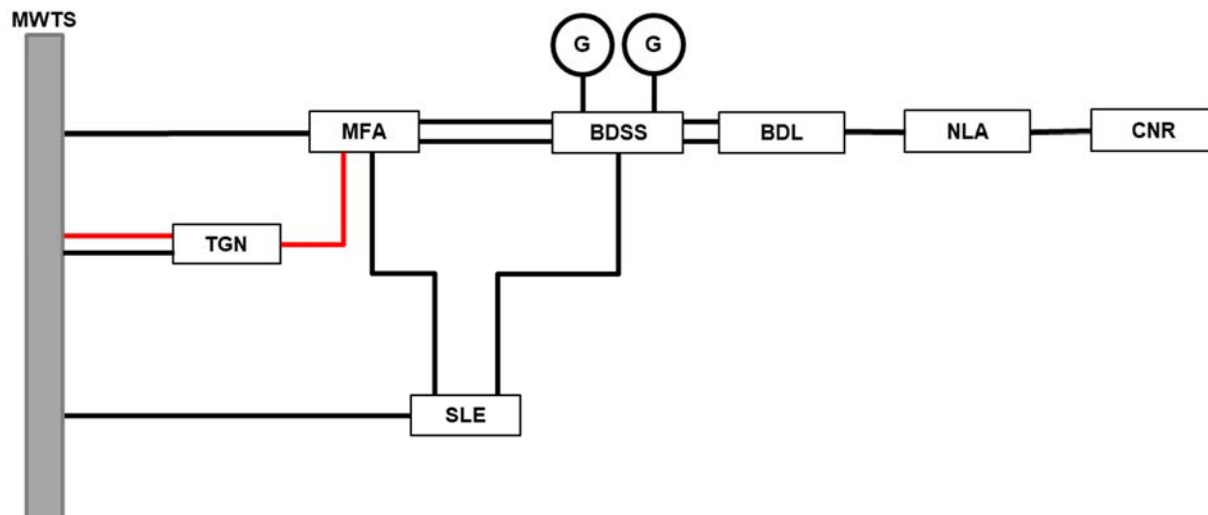 MWTS
G
G
MFA
BDSS
BDL
NLA
CNR
TGN
SLE